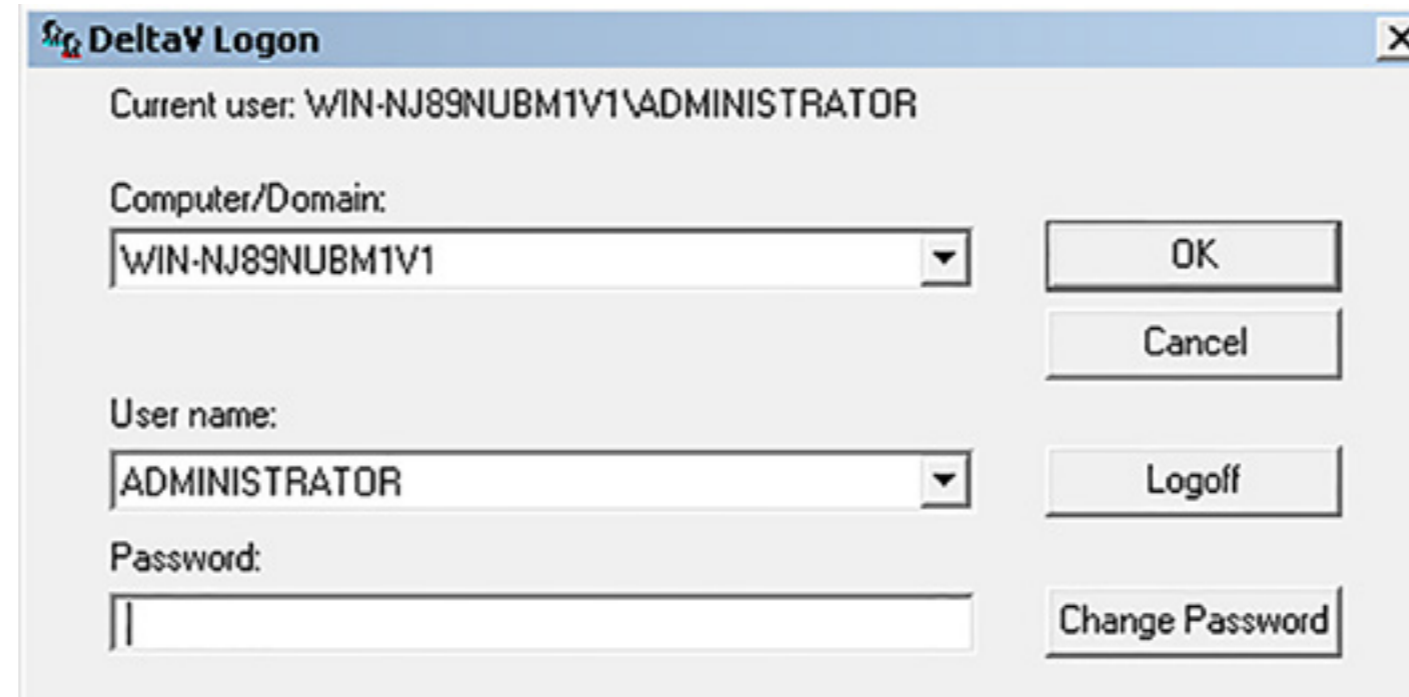 DeltaV Logon
Current user: WIN-NJ89NUBM1V1\ADMINISTRATOR
Computer/Domain:
WIN-NJ89NUBM1V1
OK
Cancel
User name:
ADMINISTRATOR
Logoff
Password:
Change Password